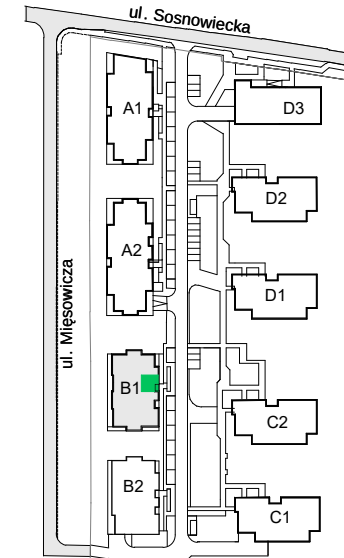 ul. Sosnowiecka
A1
D3
D2
A2
ul. Mięsowicza
D1
B1
C2
B2
C1